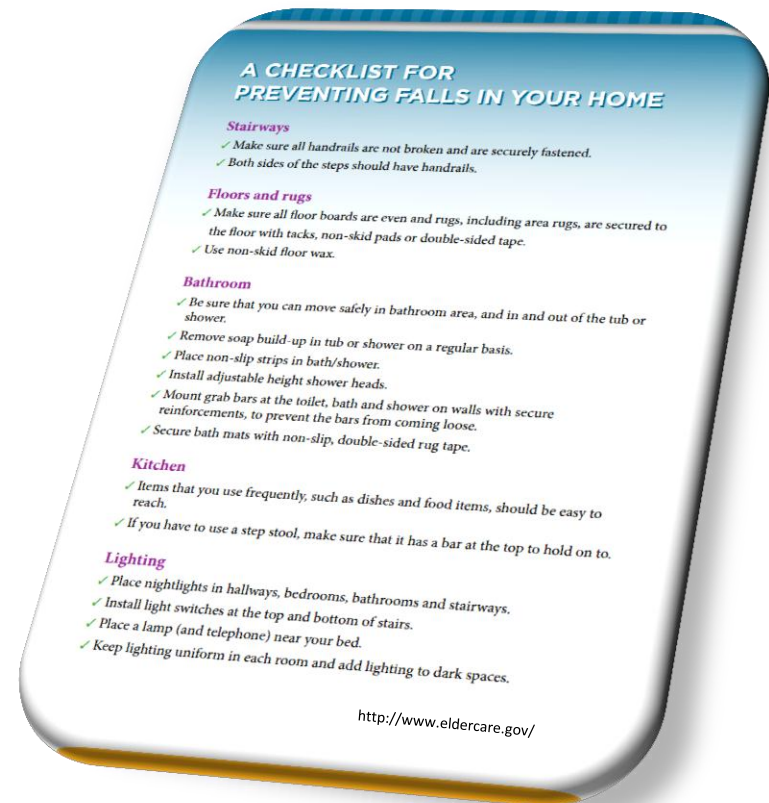 A CHECKLIST FOR
PREVENTING FALLS IN YOUR HOME
Stairways
✓ Make sure all handrails are not broken and are securely fastened.
✓ Both sides of the steps should have handrails.
Floors and rugs
✓ Make sure all floor boards are even and rugs, including area rugs, are secured to
the floor with tacks, non-skid pads or double-sided tape.
✓ Use non-skid floor wax.
Bathroom
✓ Be sure that you can move safely in bathroom area, and in and out of the tub or
shower.
✓ Remove soap build-up in tub or shower on a regular basis.
✓ Place non-slip strips in bath/shower.
✓ Install adjustable height shower heads.
✓ Mount grab bars at the toilet, bath and shower on walls with secure
reinforcements, to prevent the bars from coming loose.
✓ Secure bath mats with non-slip, double-sided rug tape.
Kitchen
✓ Items that you use frequently, such as dishes and food items, should be easy to
reach.
✓ If you have to use a step stool, make sure that it has a bar at the top to hold on to.
Lighting
✓ Place nightlights in hallways, bedrooms, bathrooms and stairways.
✓ Install light switches at the top and bottom of stairs.
✓ Place a lamp (and telephone) near your bed.
✓ Keep lighting uniform in each room and add lighting to dark spaces.
http://www.eldercare.gov/